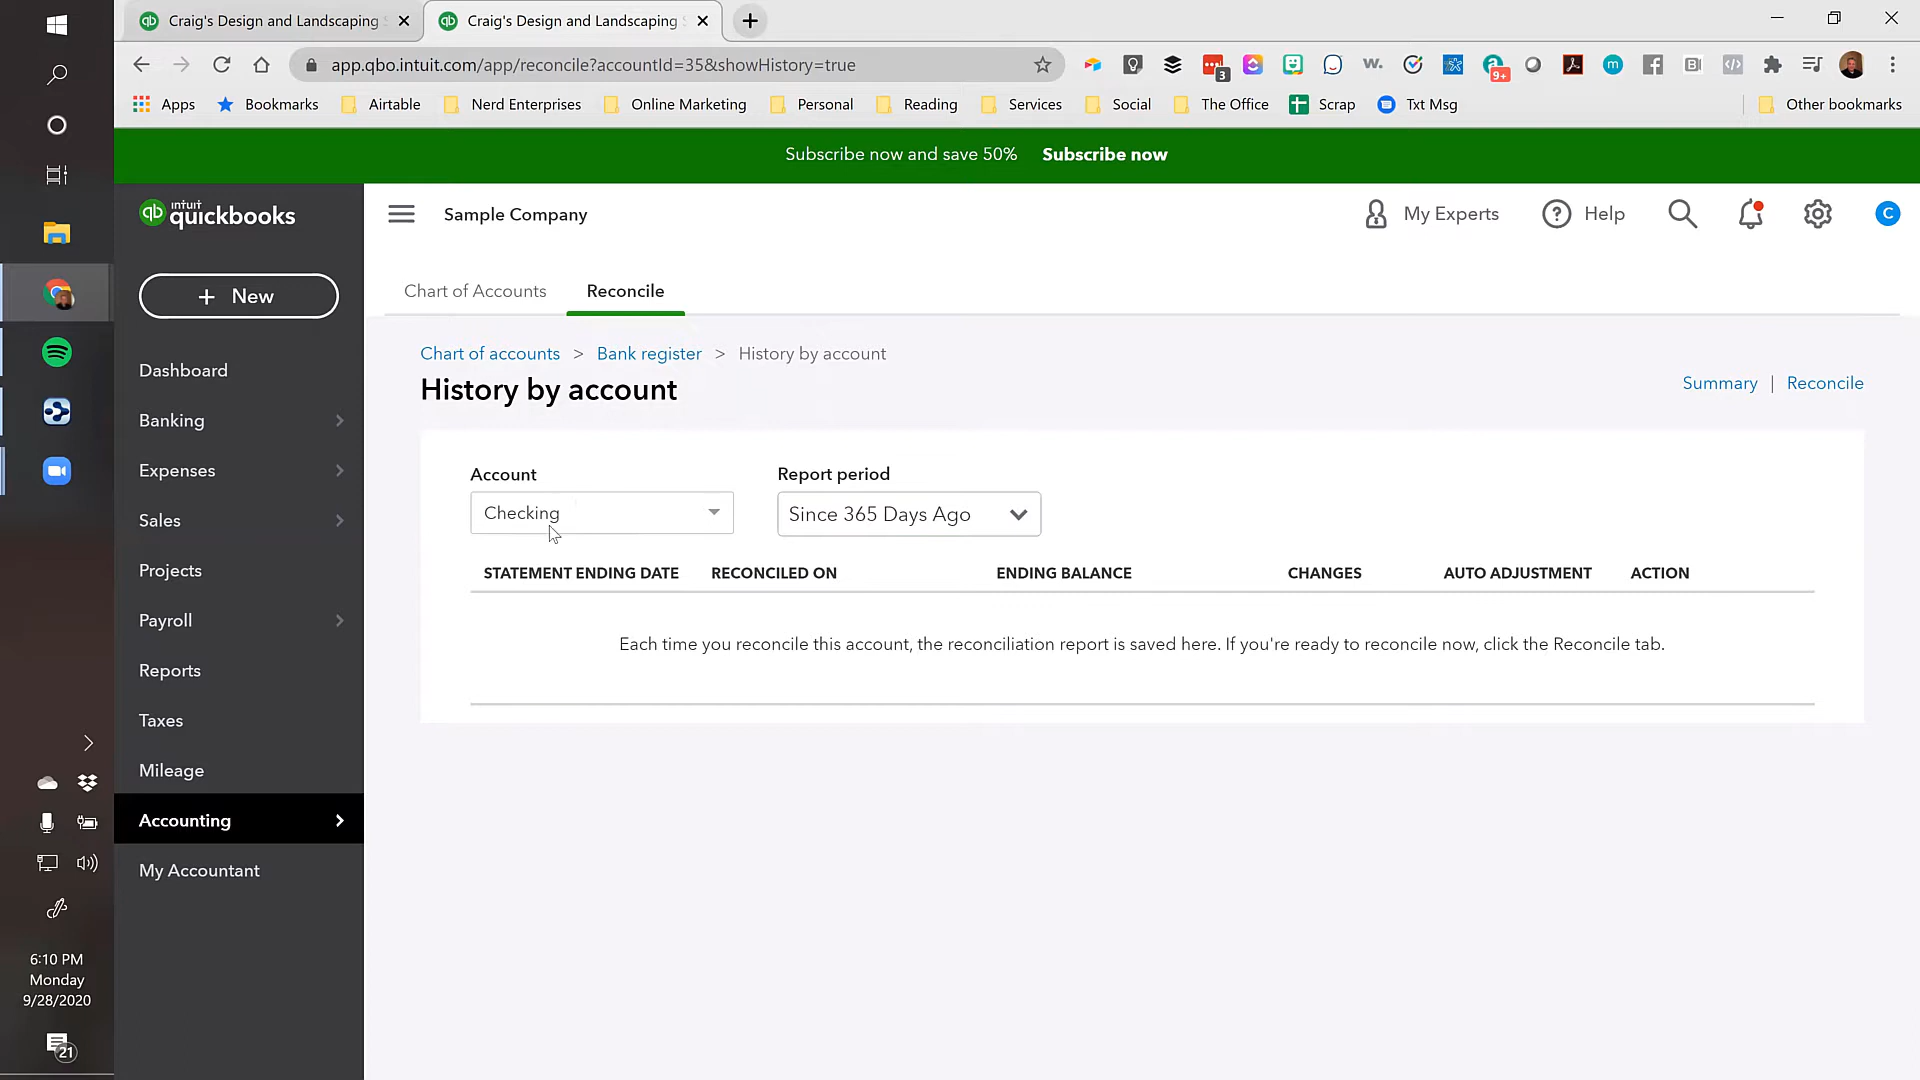 Craig's Design and Landscaping
Craig's Design and Landscaping
app.qbo.intuit.com/app/reconcile?accountId=35&showHistory=true
3
w.
9+
m
Apps
Bookmarks
Airtable
Nerd Enterprises
Online Marketing
Personal
Reading
Services
Social
The Office
Scrap
Txt Msg
Other bookmarks
Subscribe now and save 50% Subscribe now
qb intuit quickbooks
Sample Company
My Experts
Help
C
+ New
Chart of Accounts
Reconcile
Chart of accounts > Bank register > History by account
History by account
Summary | Reconcile
Dashboard
Banking
Expenses
Sales
Projects
Payroll
Reports
Taxes
Mileage
Accounting
My Accountant
Account
Checking
Report period
Since 365 Days Ago
STATEMENT ENDING DATE RECONCILED ON ENDING BALANCE CHANGES AUTO ADJUSTMENT ACTION
Each time you reconcile this account, the reconciliation report is saved here. If you're ready to reconcile now, click the Reconcile tab.
6:10 PM
Monday
9/28/2020
21